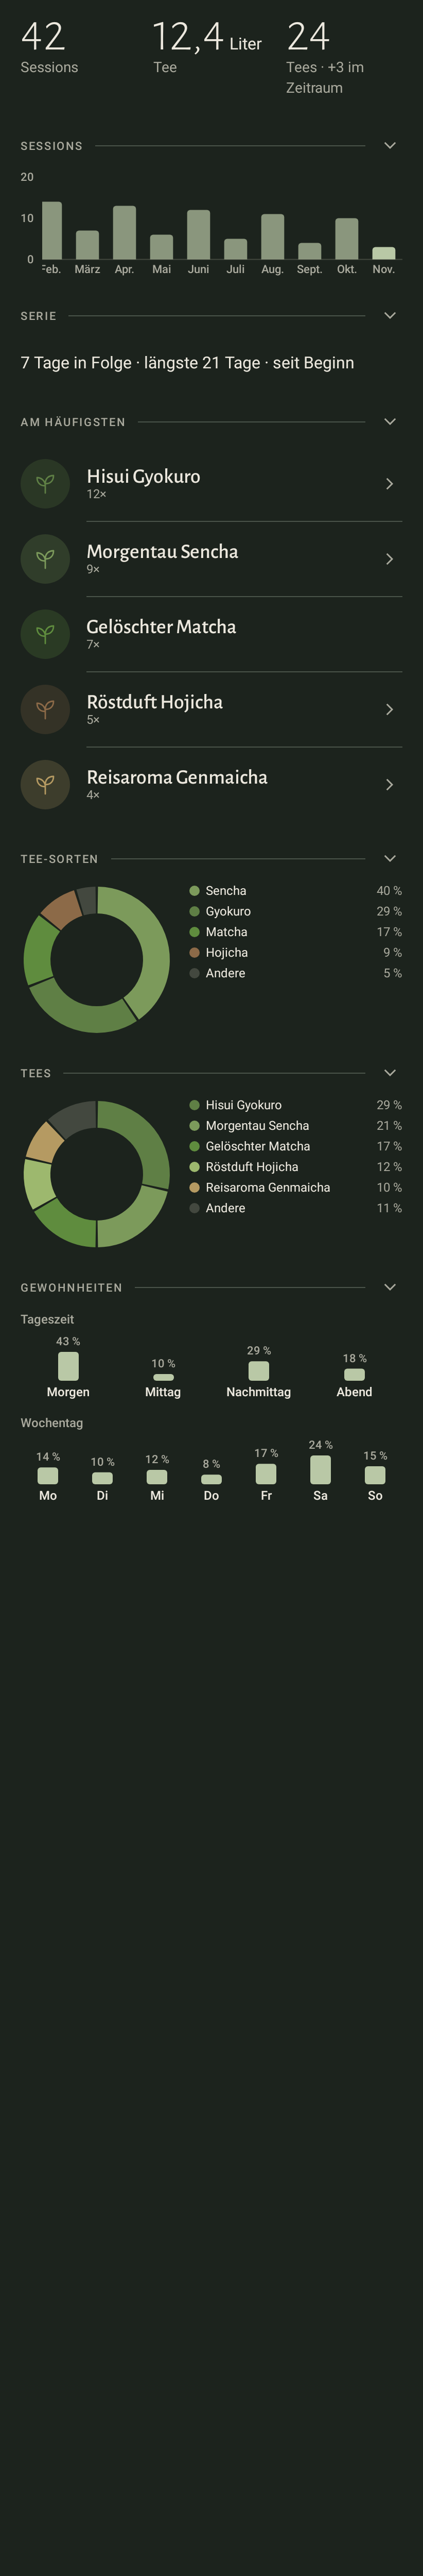 42
Sessions
12,4 Liter
Tee
24
Tees · +3 im
Zeitraum
SESSIONS
20
10
0
Feb. März Apr. Mai Juni Juli Aug. Sept. Okt. Nov.
SERIE
7 Tage in Folge · längste 21 Tage · seit Beginn
AM HÄUFIGSTEN
Hisui Gyokuro
12×
Morgentau Sencha
9×
Gelöschter Matcha
7×
Röstduft Hojicha
5×
Reisaroma Genmaicha
4×
TEE-SORTEN
Sencha 40 %
Gyokuro 29 %
Matcha 17 %
Hojicha 9 %
Andere 5 %
TEES
Hisui Gyokuro 29 %
Morgentau Sencha 21 %
Gelöschter Matcha 17 %
Röstduft Hojicha 12 %
Reisaroma Genmaicha 10 %
Andere 11 %
GEWOHNHEITEN
Tageszeit
43 % 10 % 29 % 18 %
Morgen Mittag Nachmittag Abend
Wochentag
14 % 10 % 12 % 8 % 17 % 24 % 15 %
Mo Di Mi Do Fr Sa So